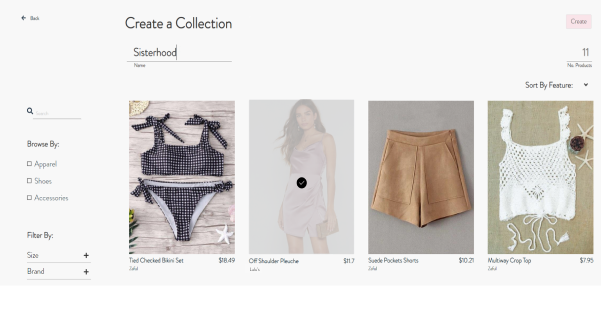 Back
Create a Collection
Create
Sisterhood
11
Name
No. Products
Sort By Feature:
Search
Browse By:
Apparel
Shoes
Accessories
Filter By:
Size +
Brand +
Tied Checked Bikini Set $18.49
Zaful
Off Shoulder Pleuche $11.7
Lulu's
Suede Pockets Shorts $10.21
Zaful
Multiway Crop Top $7.95
Zaful